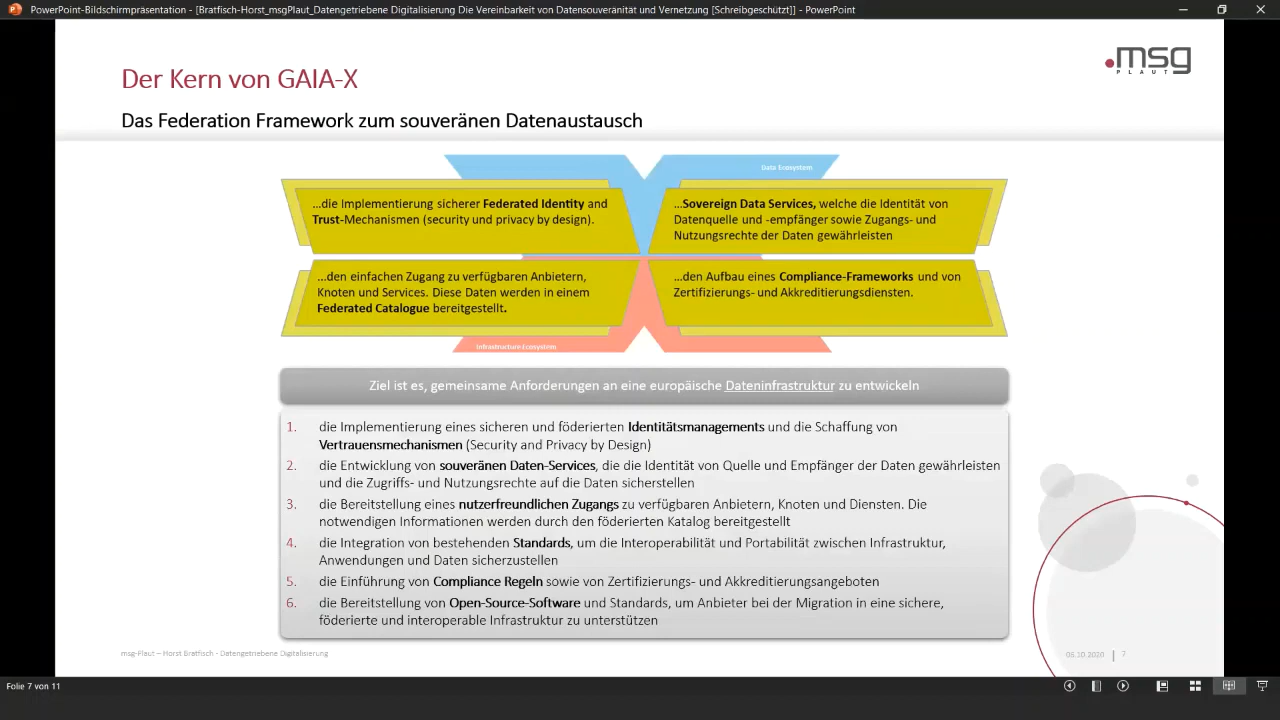 PowerPoint-Bildschirmpräsentation - [Bratfisch-Horst_msgPlaut_Datengetriebene Digitalisierung Die Vereinbarkeit von Datensouveränität und Vernetzung [Schreibgeschützt]] - PowerPoint
Der Kern von GAIA-X
.msg
PLAUT
Das Federation Framework zum souveränen Datenaustausch
Data Ecosystem
...die Implementierung sicherer Federated Identity and
Trust-Mechanismen (security und privacy by design).
...Sovereign Data Services, welche die Identität von
Datenquelle und -empfänger sowie Zugangs- und
Nutzungsrechte der Daten gewährleisten
...den einfachen Zugang zu verfügbaren Anbietern,
Knoten und Services. Diese Daten werden in einem
Federated Catalogue bereitgestellt.
...den Aufbau eines Compliance-Frameworks und von
Zertifizierungs- und Akkreditierungsdiensten.
Infrastructure Ecosystem
Ziel ist es, gemeinsame Anforderungen an eine europäische Dateninfrastruktur zu entwickeln
1. die Implementierung eines sicheren und föderierten Identitätsmanagements und die Schaffung von
Vertrauensmechanismen (Security and Privacy by Design)
2. die Entwicklung von souveränen Daten-Services, die die Identität von Quelle und Empfänger der Daten gewährleisten
und die Zugriffs- und Nutzungsrechte auf die Daten sicherstellen
3. die Bereitstellung eines nutzerfreundlichen Zugangs zu verfügbaren Anbietern, Knoten und Diensten. Die
notwendigen Informationen werden durch den föderierten Katalog bereitgestellt
4. die Integration von bestehenden Standards, um die Interoperabilität und Portabilität zwischen Infrastruktur,
Anwendungen und Daten sicherzustellen
5. die Einführung von Compliance Regeln sowie von Zertifizierungs- und Akkreditierungsangeboten
6. die Bereitstellung von Open-Source-Software und Standards, um Anbieter bei der Migration in eine sichere,
föderierte und interoperable Infrastruktur zu unterstützen
msg-Plaut – Horst Bratfisch - Datengetriebene Digitalisierung
06.10.2020 | 7
Folie 7 von 11